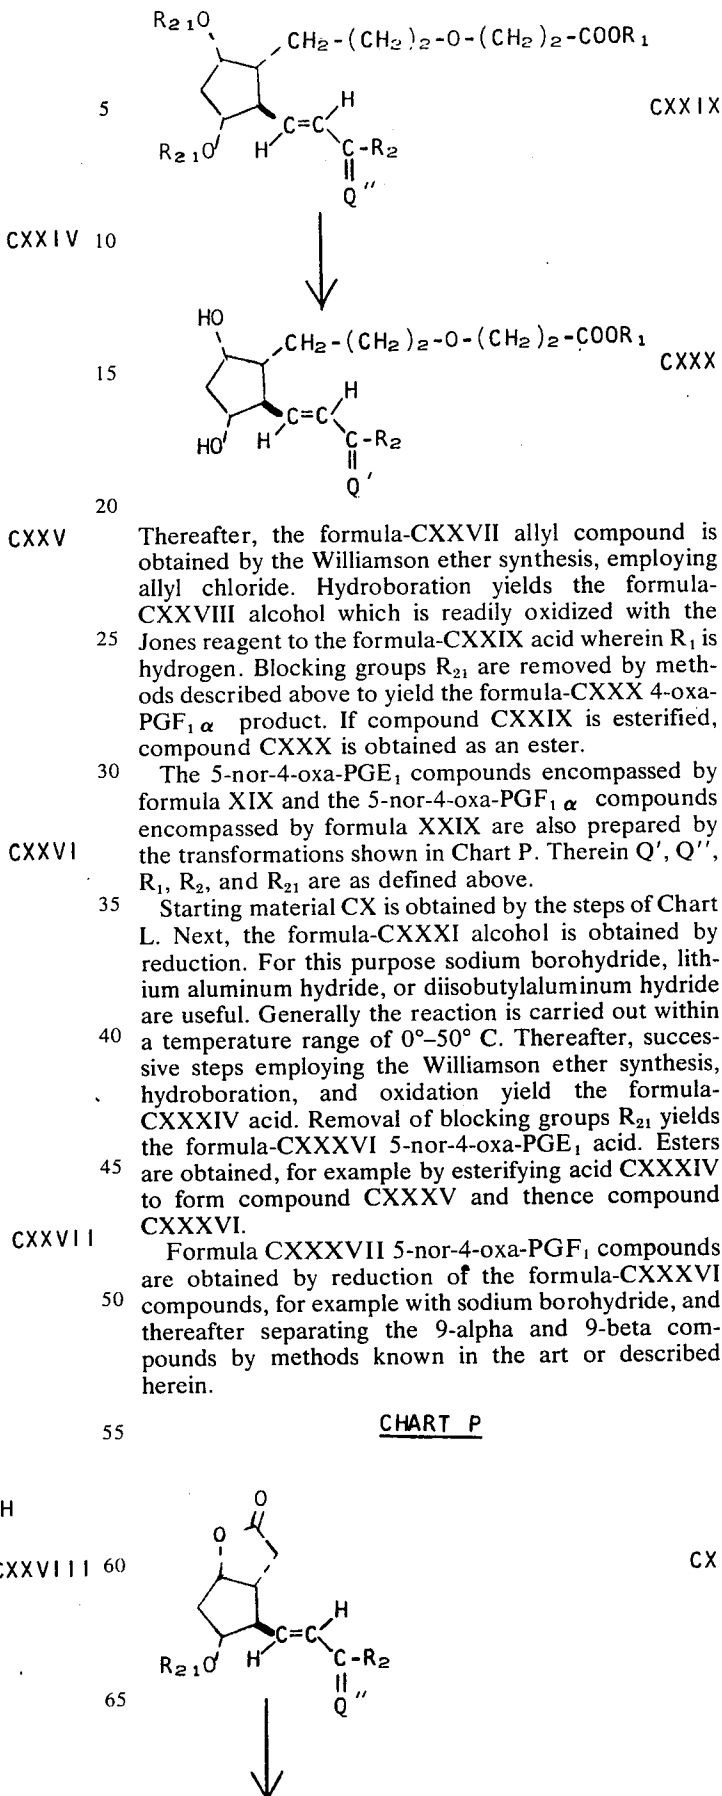 R₂₁O
CH₂-(CH₂)₂-O-(CH₂)₂-COOR₁
5
H
CXXIX
C=C
R₂₁O
H
C-R₂
Q''
CXXIV 10
HO
CH₂-(CH₂)₂-O-(CH₂)₂-COOR₁
15
CXXX
H
C=C
HO
H
C-R₂
Q'
20
CXXV
Thereafter, the formula-CXXVII allyl compound is
obtained by the Williamson ether synthesis, employing
allyl chloride. Hydroboration yields the formula-
CXXVIII alcohol which is readily oxidized with the
25 Jones reagent to the formula-CXXIX acid wherein R₁ is
hydrogen. Blocking groups R₂₁ are removed by meth-
ods described above to yield the formula-CXXX 4-oxa-
PGF₁ α product. If compound CXXIX is esterified,
compound CXXX is obtained as an ester.
30 The 5-nor-4-oxa-PGE₁ compounds encompassed by
formula XIX and the 5-nor-4-oxa-PGF₁ α compounds
encompassed by formula XXIX are also prepared by
CXXVI
the transformations shown in Chart P. Therein Q', Q'',
R₁, R₂, and R₂₁ are as defined above.
35 Starting material CX is obtained by the steps of Chart
L. Next, the formula-CXXXI alcohol is obtained by
reduction. For this purpose sodium borohydride, lith-
ium aluminum hydride, or diisobutylaluminum hydride
are useful. Generally the reaction is carried out within
40 a temperature range of 0°–50° C. Thereafter, succes-
sive steps employing the Williamson ether synthesis,
hydroboration, and oxidation yield the formula-
CXXXIV acid. Removal of blocking groups R₂₁ yields
the formula-CXXXVI 5-nor-4-oxa-PGE₁ acid. Esters
45 are obtained, for example by esterifying acid CXXXIV
to form compound CXXXV and thence compound
CXXXVI.
CXXVII
Formula CXXXVII 5-nor-4-oxa-PGF₁ compounds
are obtained by reduction of the formula-CXXXVI
50 compounds, for example with sodium borohydride, and
thereafter separating the 9-alpha and 9-beta com-
pounds by methods known in the art or described
herein.
55
CHART P
H
O
O
CXXVIII 60
CX
H
C=C
R₂₁O
H
C-R₂
65
Q''